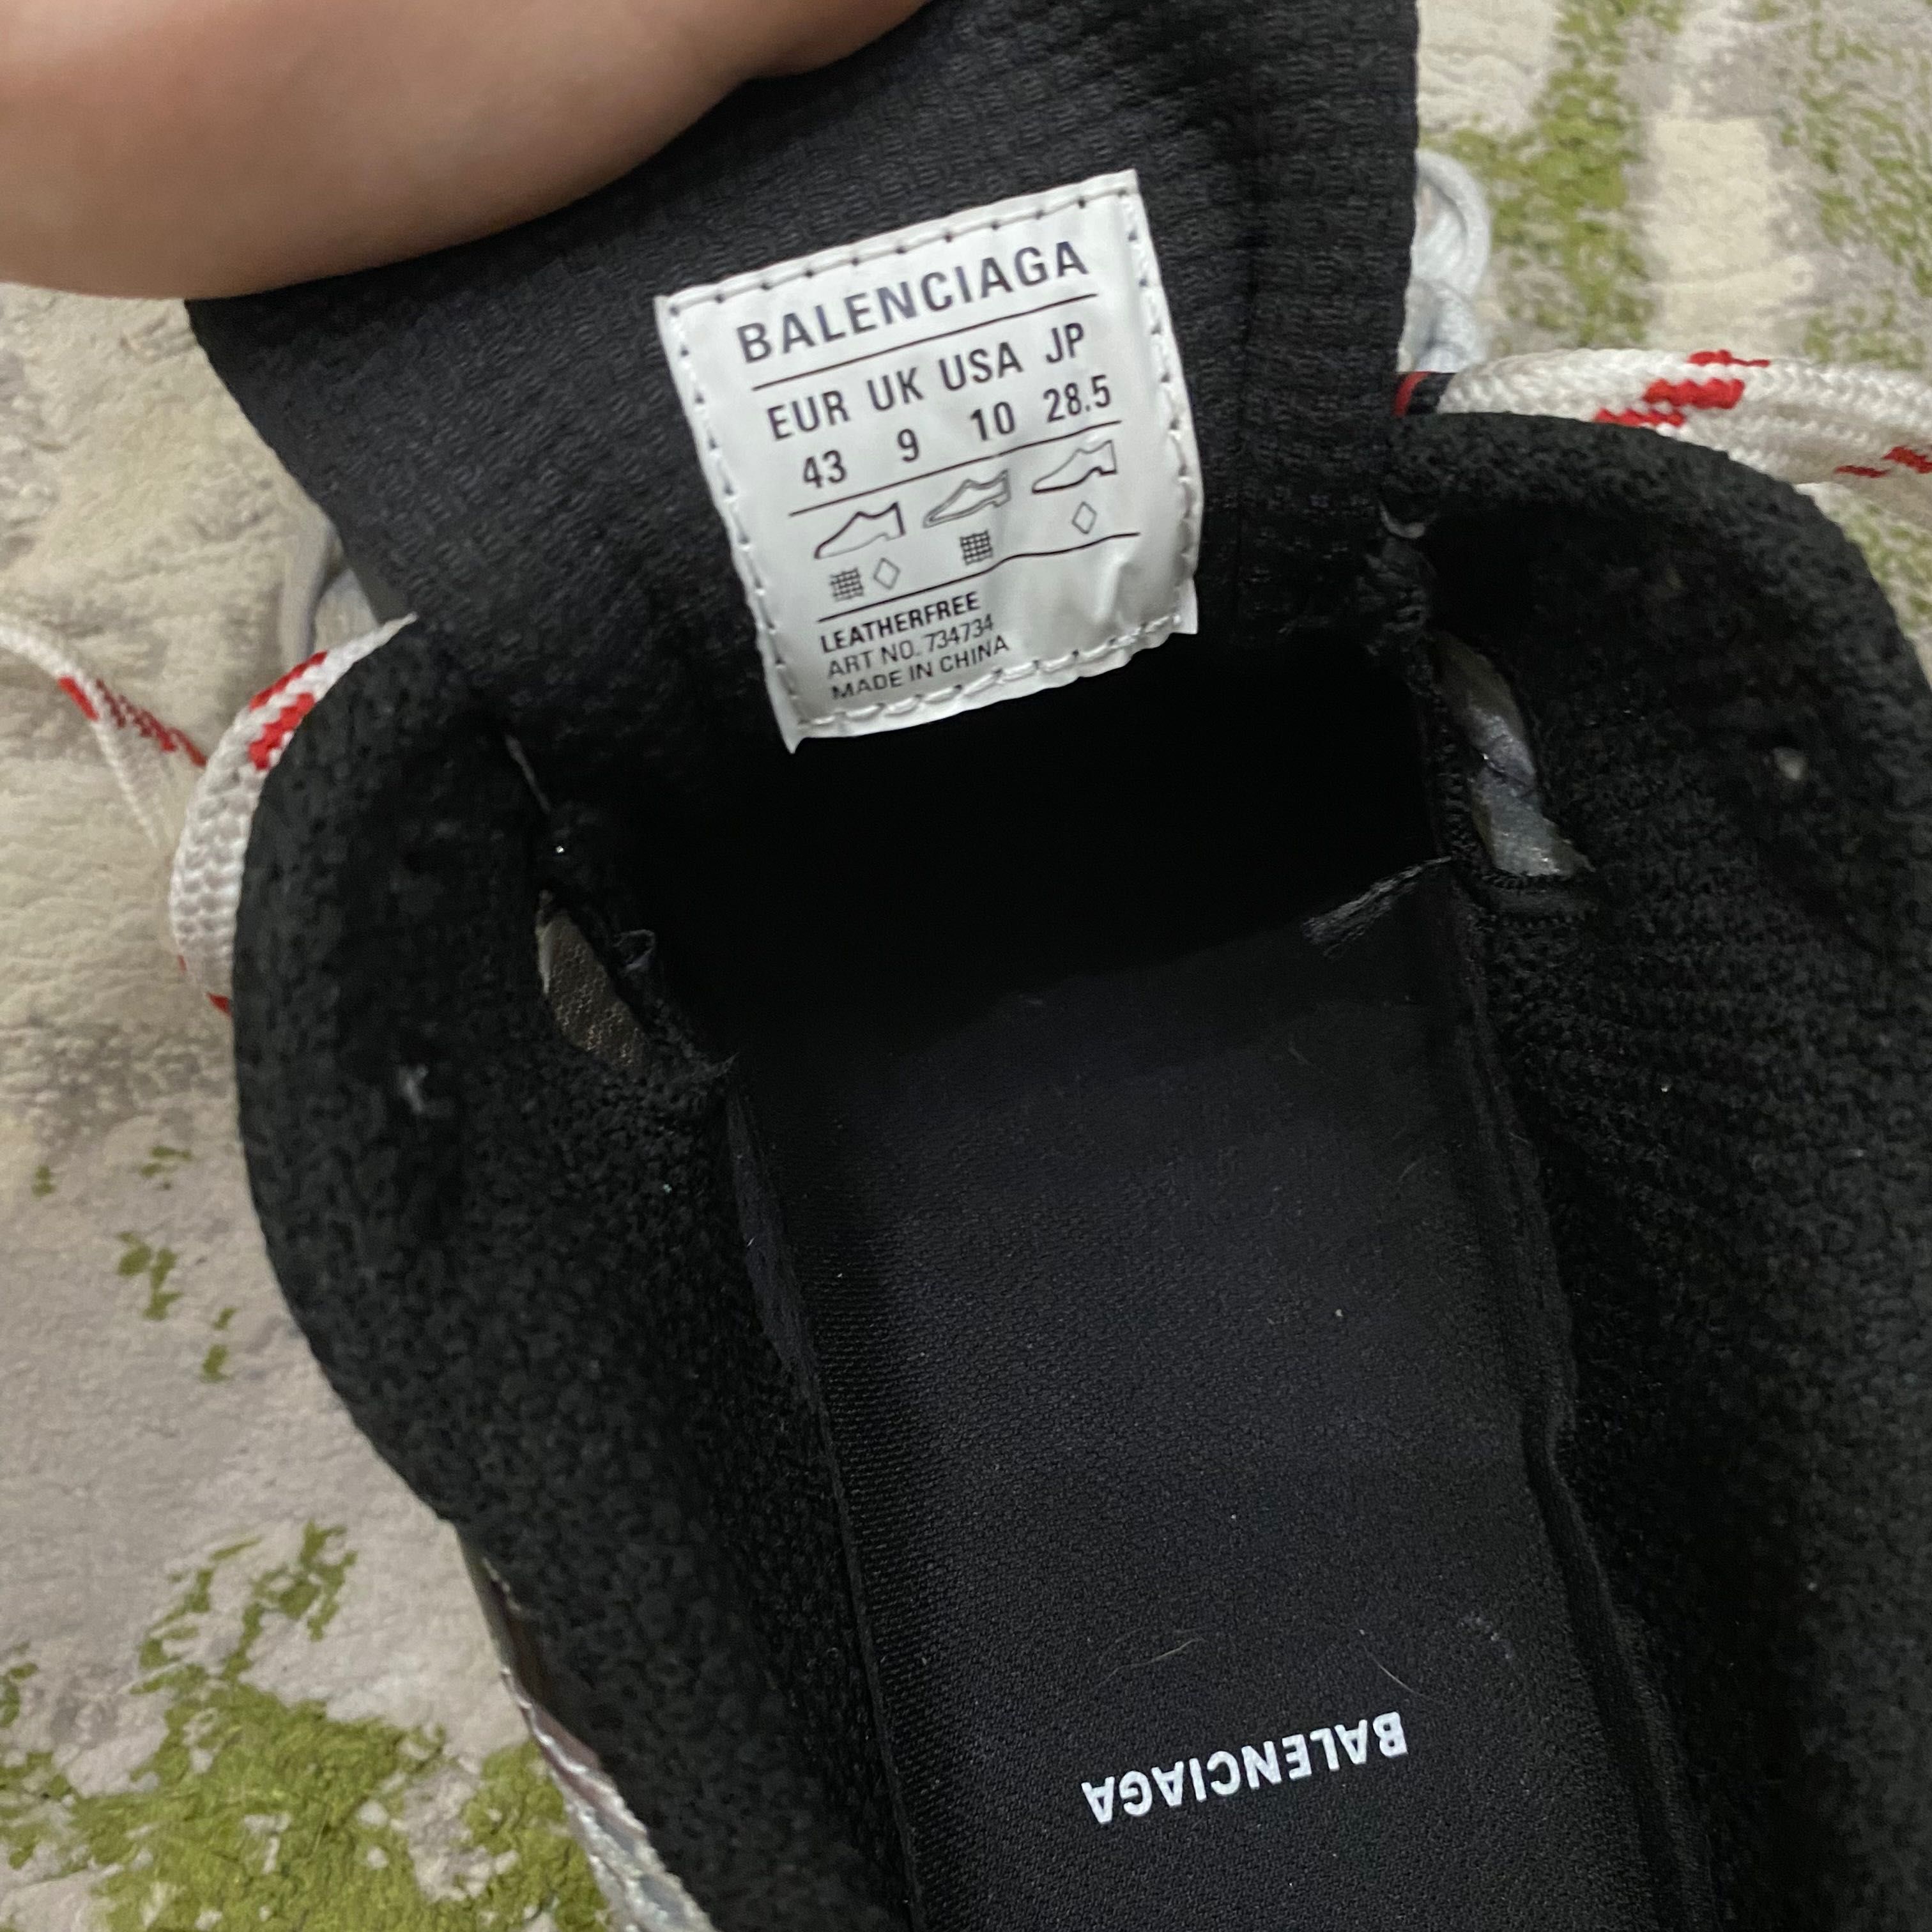 BALENCIAGA
EUR UK USA JP
43 9 10 28.5
LEATHERFREE
ART NO. 734734
MADE IN CHINA
BALENCIAGA